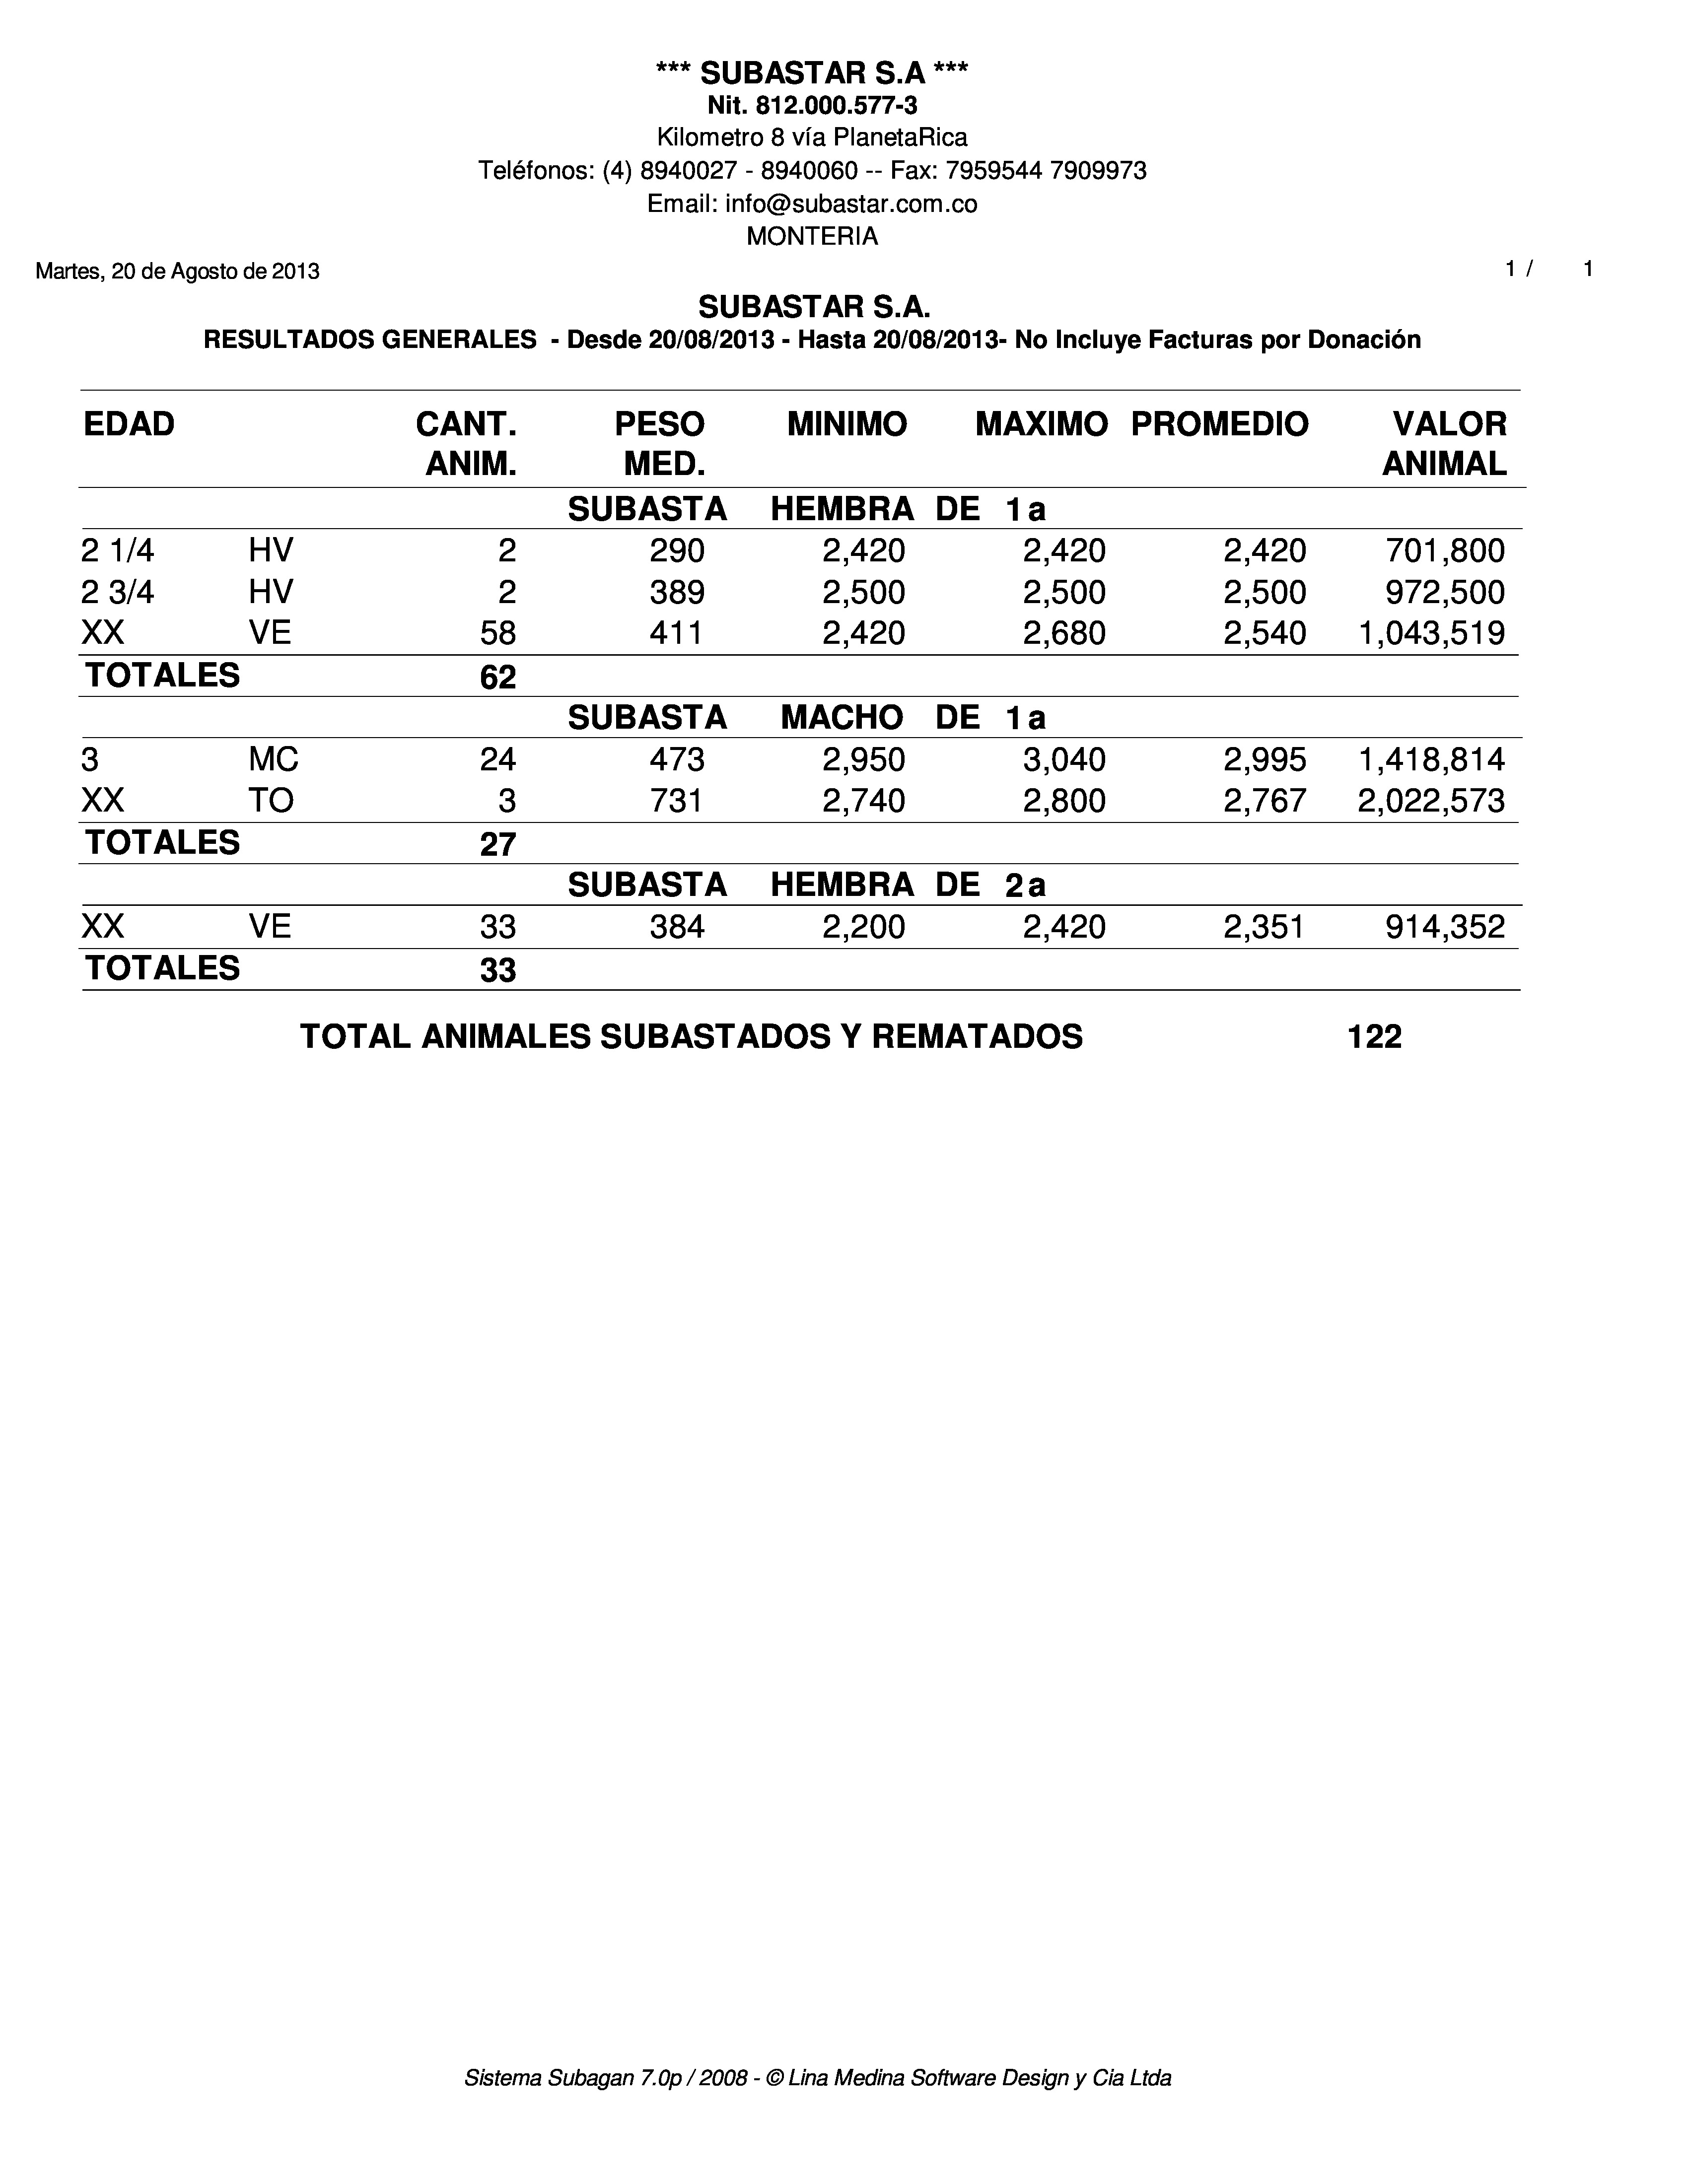 *** SUBASTAR S.A ***
Nit. 812.000.577-3
Kilometro 8 vía PlanetaRica
Teléfonos: (4) 8940027 - 8940060 -- Fax: 7959544 7909973
Email: info@subastar.com.co
MONTERIA
Martes, 20 de Agosto de 2013 1 / 1
SUBASTAR S.A.
RESULTADOS GENERALES - Desde 20/08/2013 - Hasta 20/08/2013- No Incluye Facturas por Donación
EDAD CANT. PESO MINIMO MAXIMO PROMEDIO VALOR
ANIM. MED. ANIMAL
SUBASTA HEMBRA DE 1a
2 1/4 HV 2 290 2,420 2,420 2,420 701,800
2 3/4 HV 2 389 2,500 2,500 2,500 972,500
XX VE 58 411 2,420 2,680 2,540 1,043,519
TOTALES 62
SUBASTA MACHO DE 1a
3 MC 24 473 2,950 3,040 2,995 1,418,814
XX TO 3 731 2,740 2,800 2,767 2,022,573
TOTALES 27
SUBASTA HEMBRA DE 2a
XX VE 33 384 2,200 2,420 2,351 914,352
TOTALES 33
TOTAL ANIMALES SUBASTADOS Y REMATADOS 122
Sistema Subagan 7.0p / 2008 - © Lina Medina Software Design y Cia Ltda